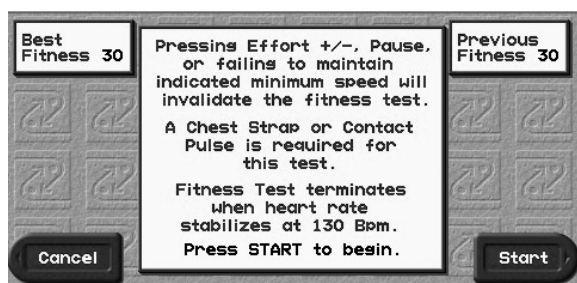 Best
Fitness 30
Pressing Effort +/-, Pause,
or failing to maintain
indicated minimum speed will
invalidate the fitness test.
A Chest Strap or Contact
Pulse is required for
this test.
Fitness Test terminates
when heart rate
stabilizes at 130 Bpm.
Press START to begin.
Previous
Fitness 30
Cancel
Start